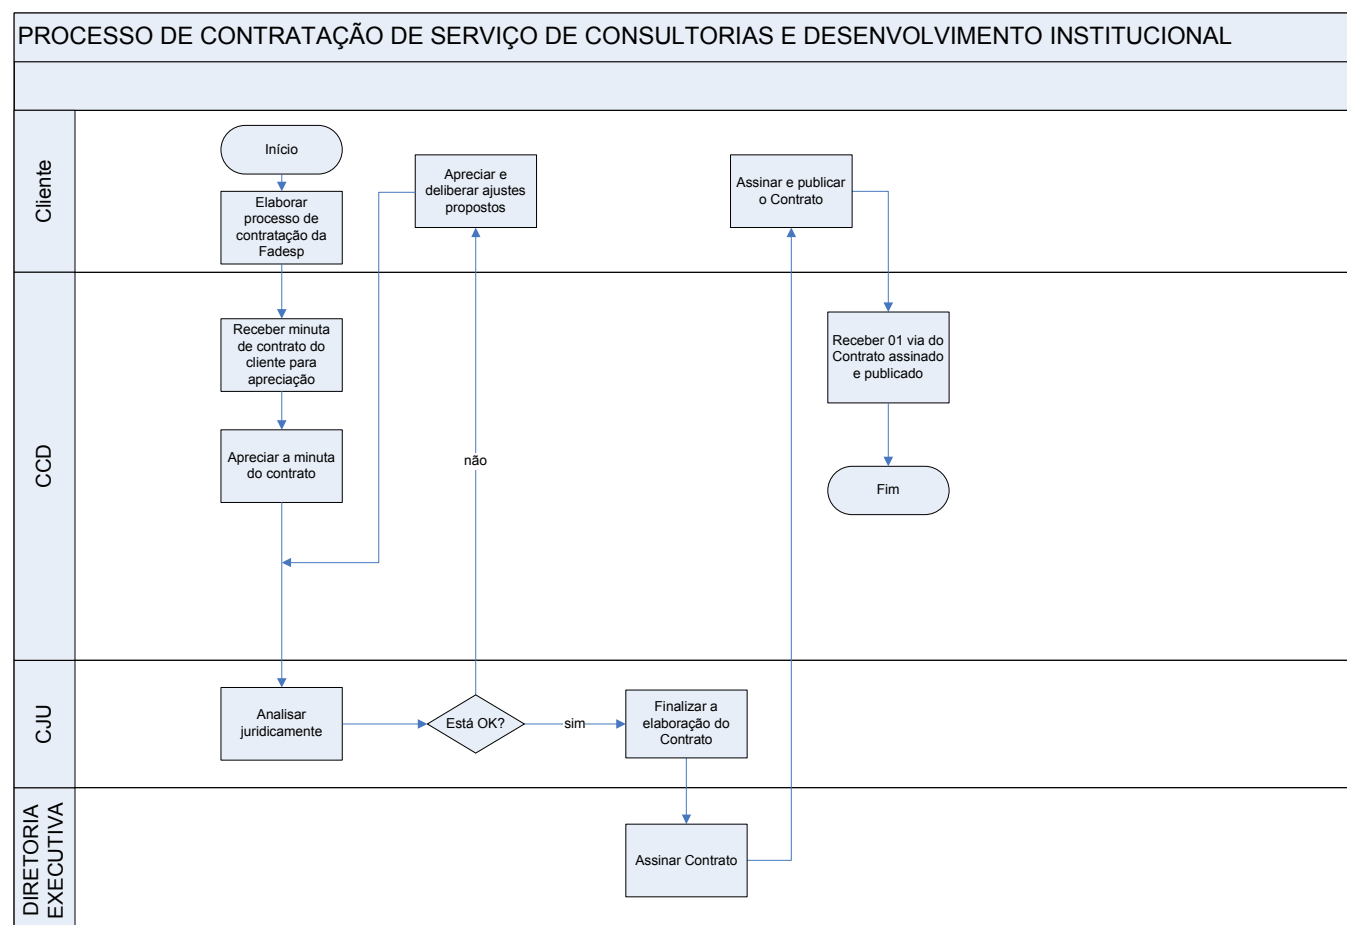 PROCESSO DE CONTRATAÇÃO DE SERVIÇO DE CONSULTORIAS E DESENVOLVIMENTO INSTITUCIONAL
Cliente
Início
Elaborar
processo de
contratação da
Fadesp
Apreciar e
deliberar ajustes
propostos
Assinar e publicar
o Contrato
CCD
Receber minuta
de contrato do
cliente para
apreciação
Apreciar a minuta
do contrato
não
Receber 01 via do
Contrato assinado
e publicado
Fim
CJU
Analisar
juridicamente
Está OK?
sim
Finalizar a
elaboração do
Contrato
DIRETORIA
EXECUTIVA
Assinar Contrato